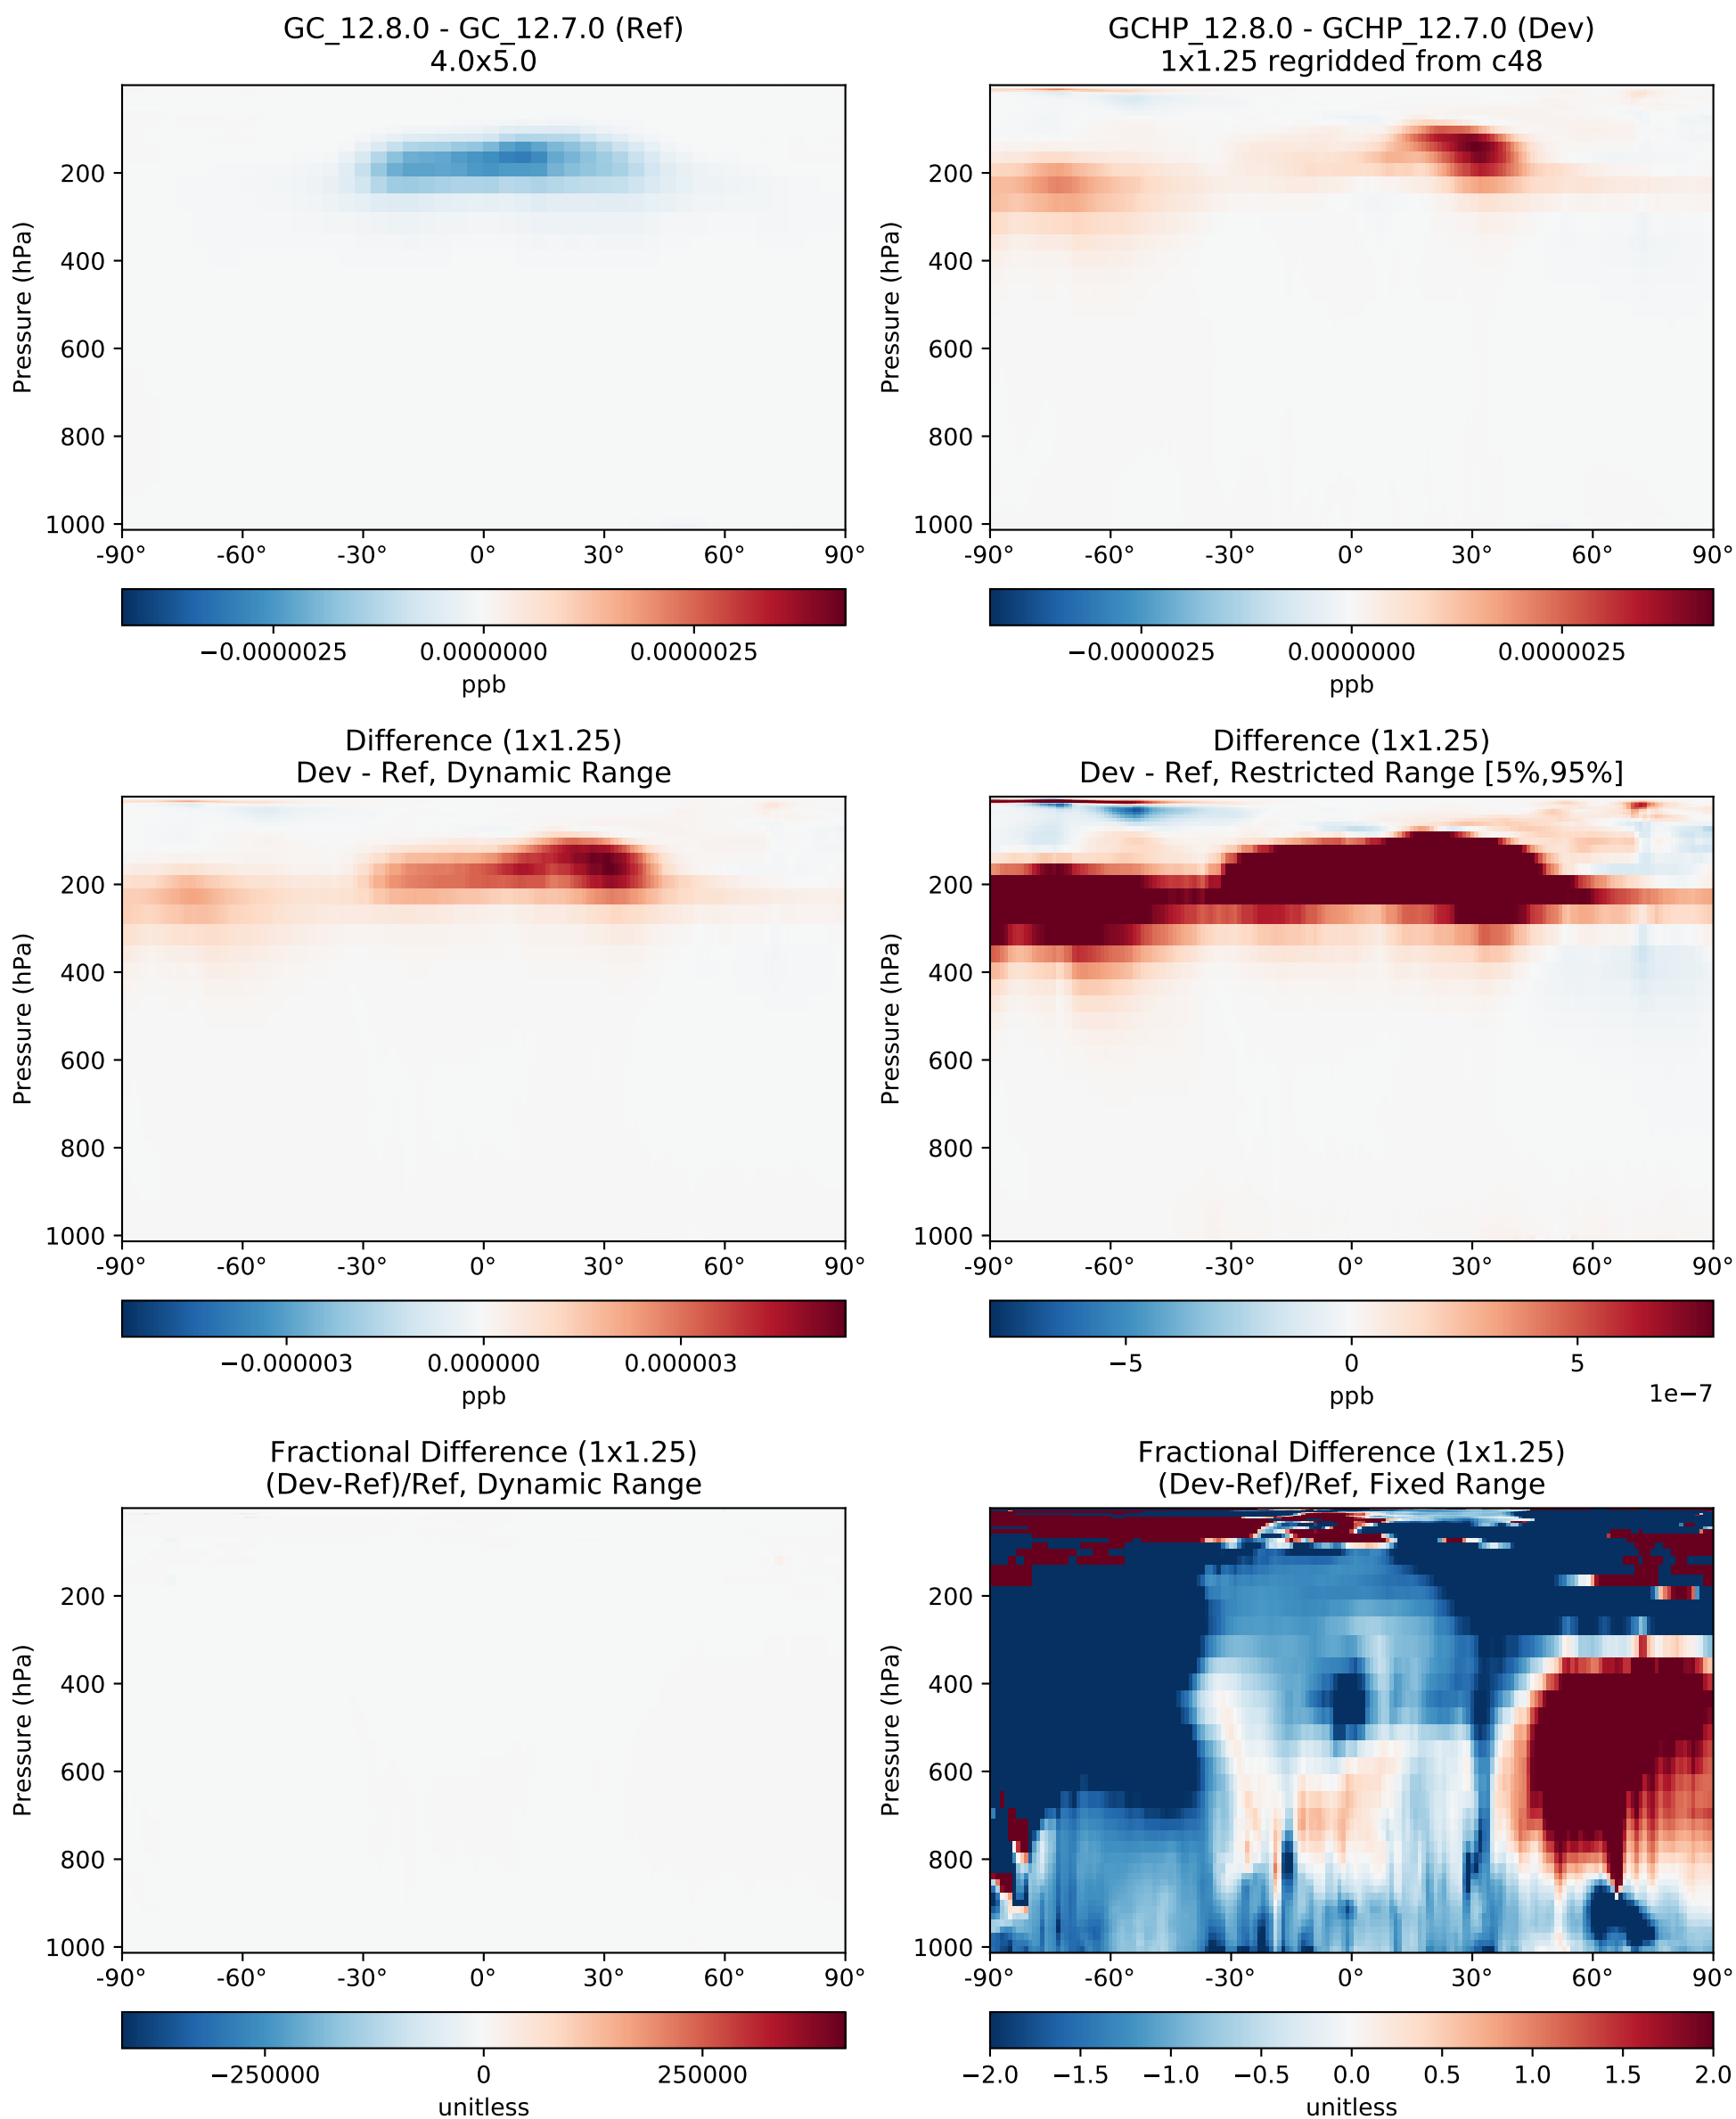 GC_12.8.0 - GC_12.7.0 (Ref)
4.0x5.0
GCHP_12.8.0 - GCHP_12.7.0 (Dev)
1x1.25 regridded from c48
Pressure (hPa)
200
400
600
800
1000
-90° -60° -30° 0° 30° 60° 90°
−0.0000025 0.0000000 0.0000025
ppb
Pressure (hPa)
200
400
600
800
1000
-90° -60° -30° 0° 30° 60° 90°
−0.0000025 0.0000000 0.0000025
ppb
Difference (1x1.25)
Dev - Ref, Dynamic Range
Difference (1x1.25)
Dev - Ref, Restricted Range [5%,95%]
Pressure (hPa)
200
400
600
800
1000
-90° -60° -30° 0° 30° 60° 90°
−0.000003 0.000000 0.000003
ppb
Pressure (hPa)
200
400
600
800
1000
-90° -60° -30° 0° 30° 60° 90°
−5 0 5
ppb
1e−7
Fractional Difference (1x1.25)
(Dev-Ref)/Ref, Dynamic Range
Fractional Difference (1x1.25)
(Dev-Ref)/Ref, Fixed Range
Pressure (hPa)
200
400
600
800
1000
-90° -60° -30° 0° 30° 60° 90°
−250000 0 250000
unitless
Pressure (hPa)
200
400
600
800
1000
-90° -60° -30° 0° 30° 60° 90°
−2.0 −1.5 −1.0 −0.5 0.0 0.5 1.0 1.5 2.0
unitless